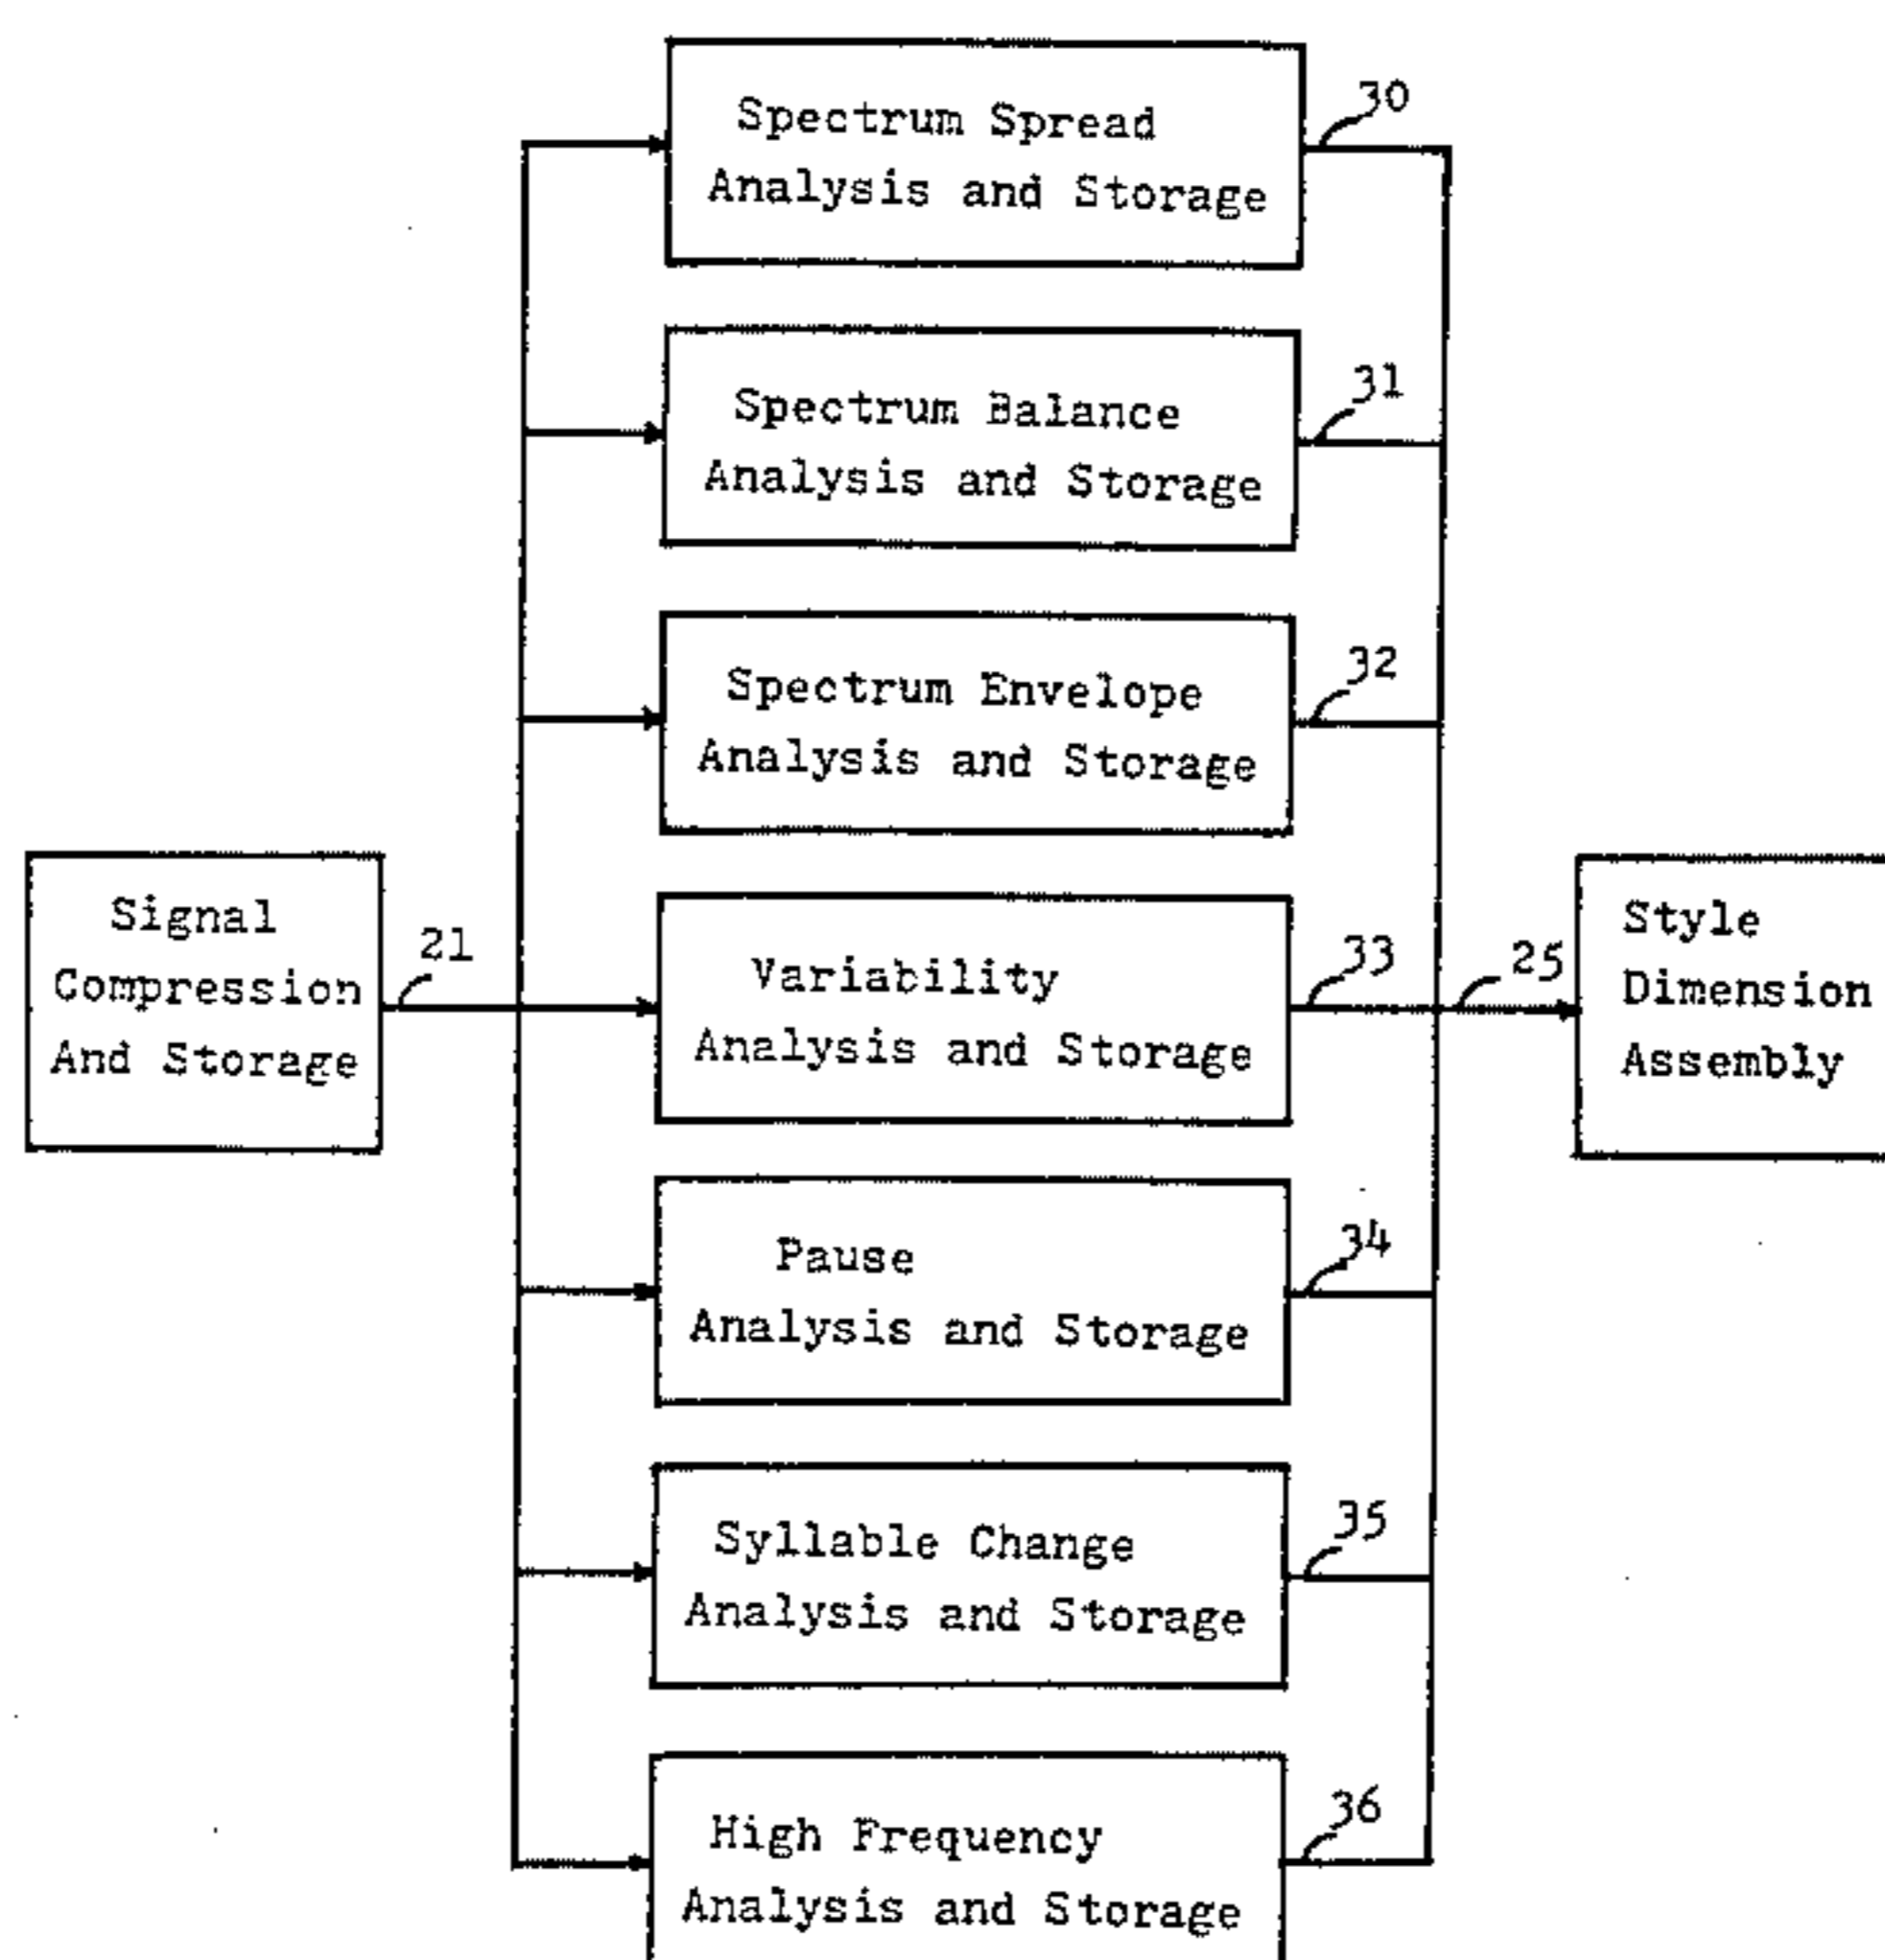 Spectrum Spread
Analysis and Storage
30
Spectrum Balance
Analysis and Storage
31
Spectrum Envelope
Analysis and Storage
32
Signal
Compression
And Storage
21
Variability
Analysis and Storage
33
25
Style
Dimension
Assembly
Pause
Analysis and Storage
34
Syllable Change
Analysis and Storage
35
High Frequency
Analysis and Storage
36